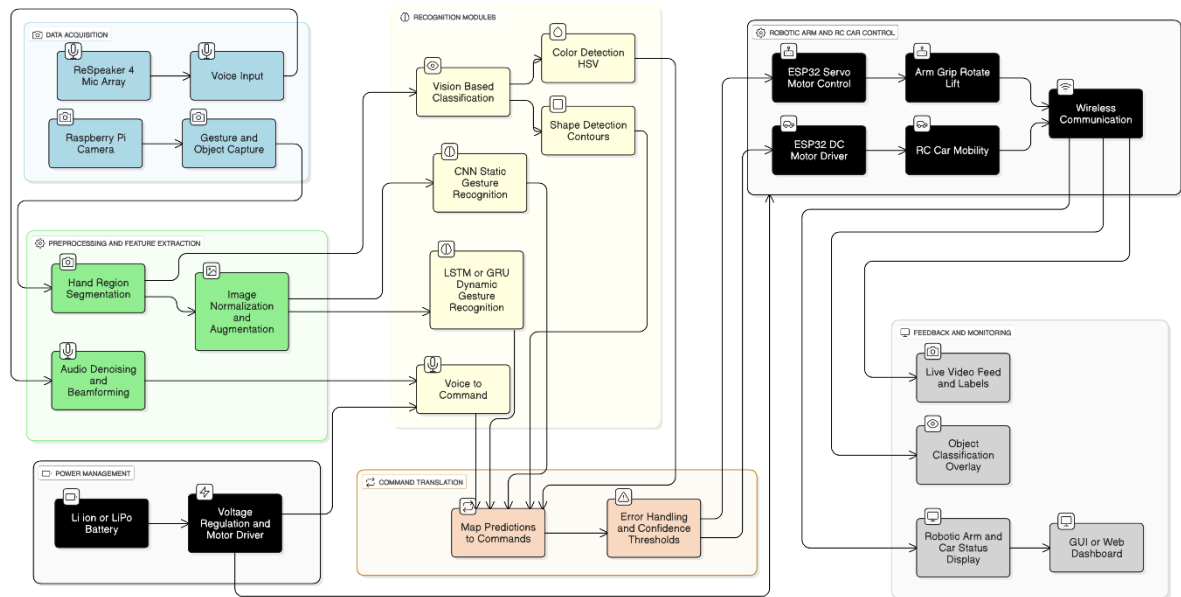 DATA ACQUISITION
ReSpeaker 4
Mic Array
Voice Input
Raspberry Pi
Camera
Gesture and
Object Capture
PREPROCESSING AND FEATURE EXTRACTION
Hand Region
Segmentation
Image
Normalization
and
Augmentation
Audio Denoising
and
Beamforming
POWER MANAGEMENT
Li ion or LiPo
Battery
Voltage
Regulation and
Motor Driver
RECOGNITION MODULES
Vision Based
Classification
Color Detection
HSV
Shape Detection
Contours
CNN Static
Gesture
Recognition
LSTM or GRU
Dynamic
Gesture
Recognition
Voice to
Command
COMMAND TRANSLATION
Map Predictions
to Commands
Error Handling
and Confidence
Thresholds
ROBOTIC ARM AND RC CAR CONTROL
ESP32 Servo
Motor Control
Arm Grip Rotate
Lift
ESP32 DC
Motor Driver
RC Car Mobility
Wireless
Communication
FEEDBACK AND MONITORING
Live Video Feed
and Labels
Object
Classification
Overlay
Robotic Arm and
Car Status
Display
GUI or Web
Dashboard